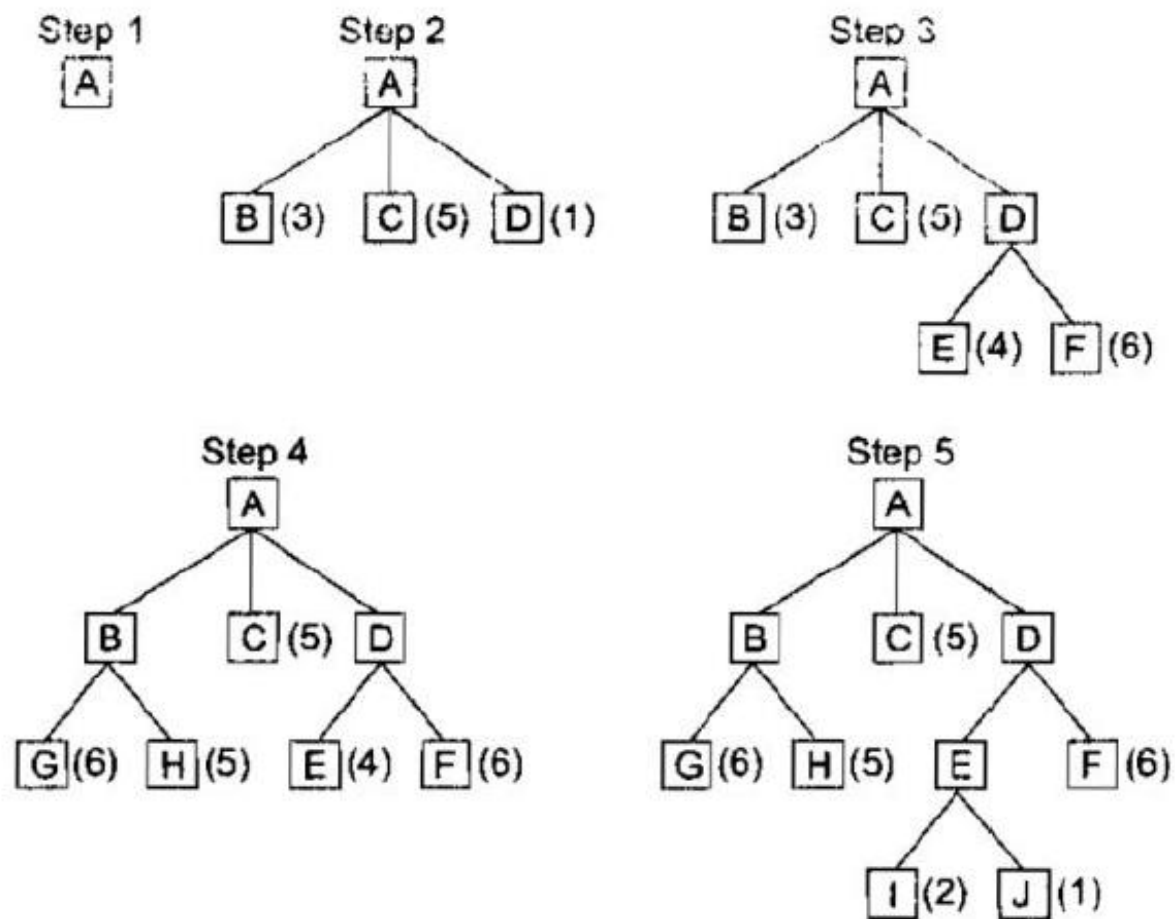 Step 1 Step 2 Step 3
A A A
B (3) C (5) D (1) B (3) C (5) D
E (4) F (6)
Step 4 Step 5
A A
B C (5) D B C (5) D
G (6) H (5) E (4) F (6) G (6) H (5) E F (6)
I (2) J (1)